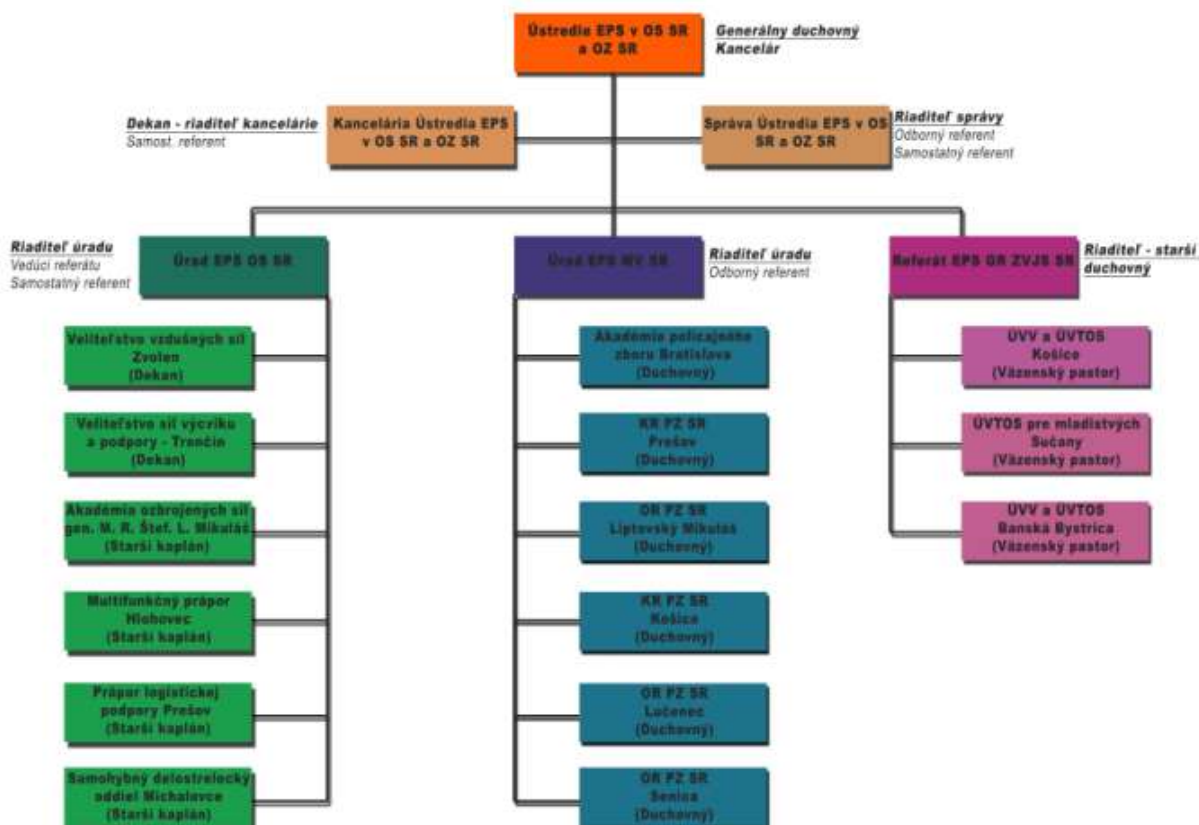 Ústredie EPS v OS SR
a OZ SR
Generálny duchovný
Kancelár
Dekan - riaditeľ kancelárie
Samost. referent
Kancelária Ústredia EPS
v OS SR a OZ SR
Správa Ústredia EPS v OS
SR a OZ SR
Riaditeľ správy
Odborný referent
Samostatný referent
Riaditeľ úradu
Vedúci referátu
Samostatný referent
Úrad EPS OS SR
Úrad EPS MV SR
Riaditeľ úradu
Odborný referent
Referát EPS GR ZVJS SR
Riaditeľ - starší
duchovný
Veliteľstvo vzdušných síl
Zvolen
(Dekan)
Veliteľstvo síl výcviku
a podpory - Trenčín
(Dekan)
Akadémia ozbrojených síl
gen. M. R. Štef. L. Mikuláš.
(Starší kaplán)
Multifunkčný prápor
Hlohovec
(Starší kaplán)
Prápor logistickej
podpory Prešov
(Starší kaplán)
Samohybný delostrelecký
oddiel Michalovce
(Starší kaplán)
Akadémia policajného
zboru Bratislava
(Duchovný)
KR PZ SR
Prešov
(Duchovný)
OR PZ SR
Liptovský Mikuláš
(Duchovný)
KR PZ SR
Košice
(Duchovný)
OR PZ SR
Lučenec
(Duchovný)
OR PZ SR
Senica
(Duchovný)
ÚVV a ÚVTOS
Košice
(Väzenský pastor)
ÚVTOS pre mladistvých
Sučany
(Väzenský pastor)
ÚVV a ÚVTOS
Banská Bystrica
(Väzenský pastor)